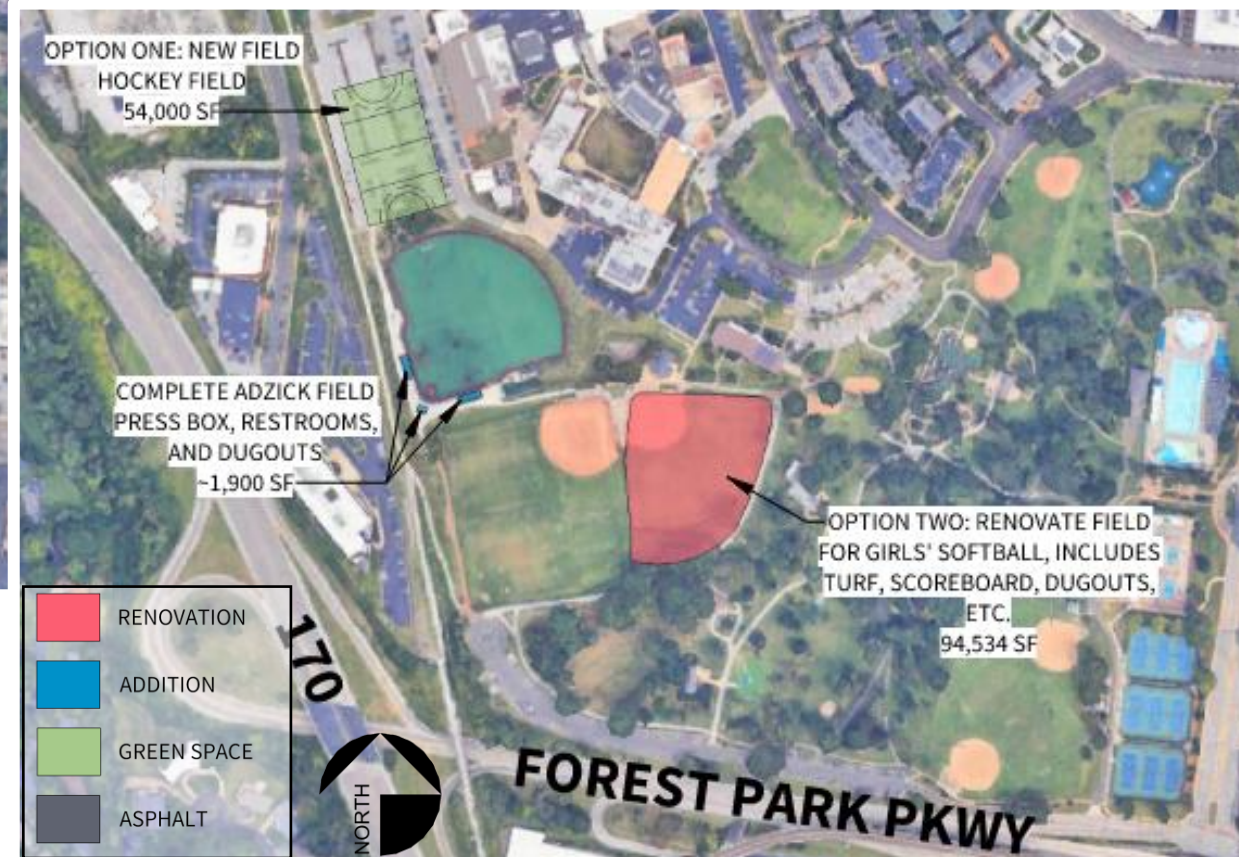 OPTION ONE: NEW FIELD
HOCKEY FIELD
54,000 SF
COMPLETE ADZICK FIELD
PRESS BOX, RESTROOMS,
AND DUGOUTS
~1,900 SF
OPTION TWO: RENOVATE FIELD
FOR GIRLS' SOFTBALL, INCLUDES
TURF, SCOREBOARD, DUGOUTS,
ETC.
94,534 SF
RENOVATION
ADDITION
GREEN SPACE
ASPHALT
170
NORTH
FOREST PARK PKWY